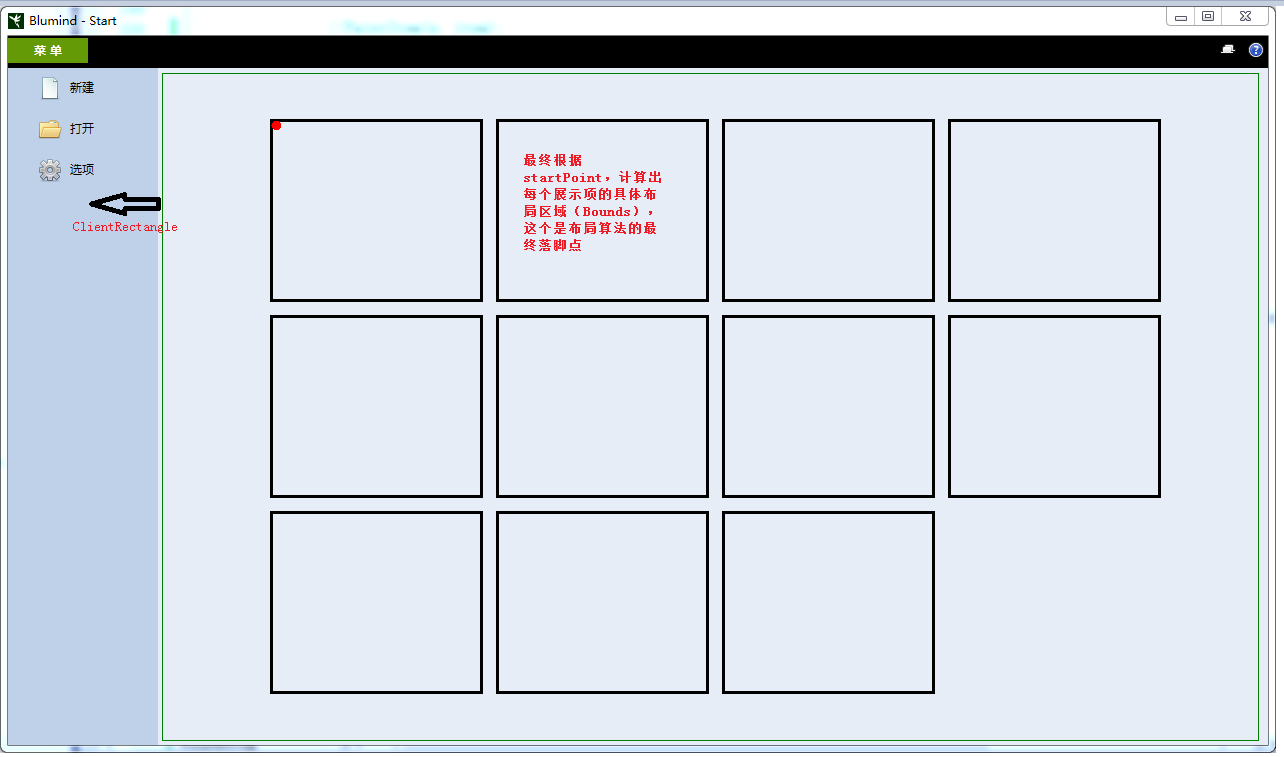 Blumind - Start
菜 单
新建
打开
选项
ClientRectangle
最终根据
startPoint，计算出
每个展示项的具体布
局区域（Bounds），
这个是布局算法的最
终落脚点